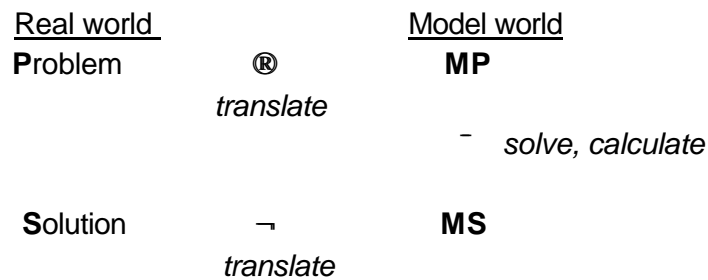 Real world Model world
Problem ® MP
translate
¯ solve, calculate
Solution ¬ MS
translate